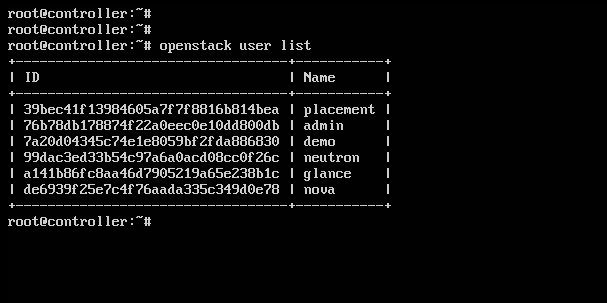 root@controller:~#
root@controller:~#
root@controller:~# openstack user list
+----------------------------------+-----------+
| ID                               | Name      |
+----------------------------------+-----------+
| 39bec41f13984605a7f7f8816b814bea | placement |
| 76b78db178874f22a0eec0e10dd800db | admin     |
| 7a20d04345c74e1e8059bf2fda886830 | demo      |
| 99dac3ed33b54c97a6a0acd08cc0f26c | neutron   |
| a141b86fc8aa46d7905219a65e238b1c | glance    |
| de6939f25e7c4f76aada335c349d0e78 | nova      |
+----------------------------------+-----------+
root@controller:~#